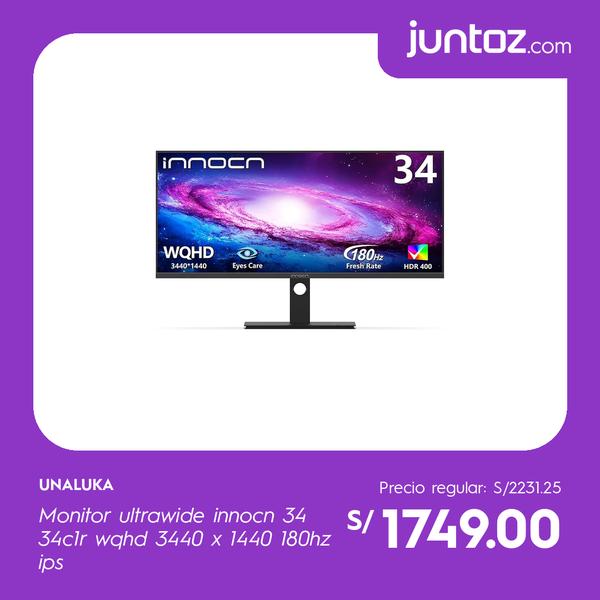 juntoz.com
INNOCN
34
WQHD
3440*1440
Eyes Care
180Hz
Fresh Rate
HDR 400
INNOCN
UNALUKA
Monitor ultrawide innocn 34
34c1r wqhd 3440 x 1440 180hz
ips
Precio regular: S/2231.25
S/ 1749.00